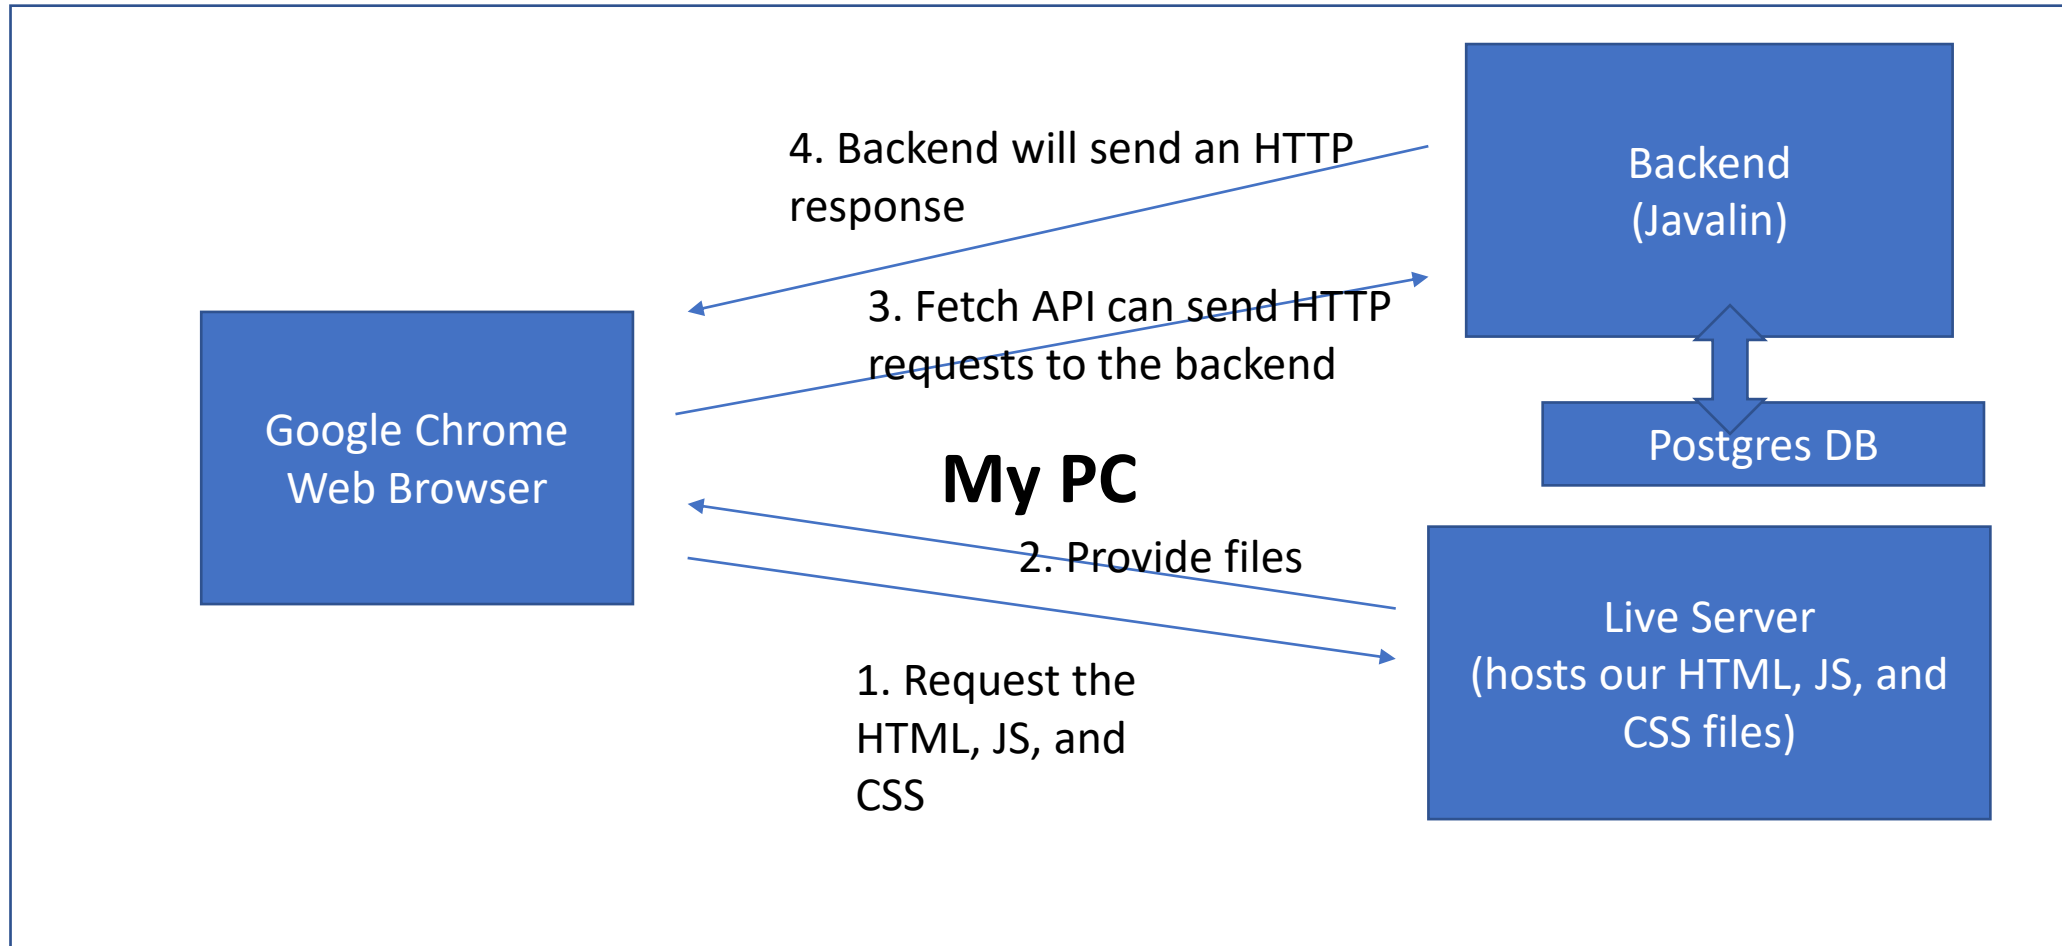 4. Backend will send an HTTP
response
Backend
(Javalin)
3. Fetch API can send HTTP
requests to the backend
Google Chrome
Web Browser
My PC
Postgres DB
2. Provide files
Live Server
(hosts our HTML, JS, and
CSS files)
1. Request the
HTML, JS, and
CSS